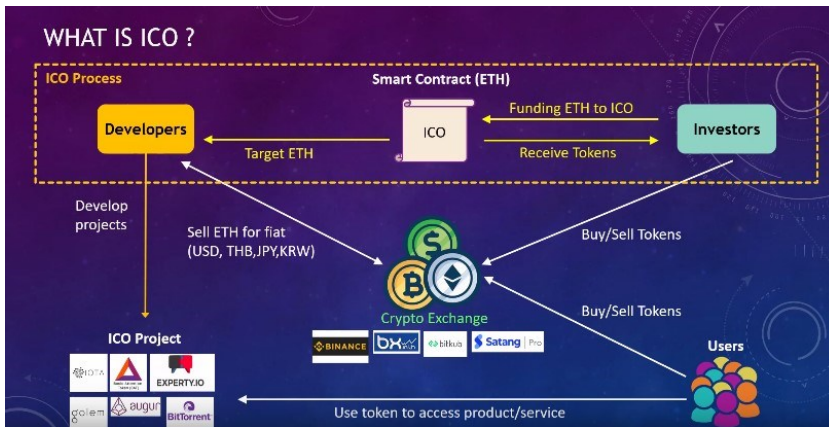 WHAT IS ICO ?
ICO Process
Smart Contract (ETH)
Developers
ICO
Investors
Funding ETH to ICO
Target ETH
Receive Tokens
Develop
projects
Sell ETH for fiat
(USD, THB,JPY,KRW)
Buy/Sell Tokens
Crypto Exchange
BINANCE
bx
bitkub
Satang Pro
Buy/Sell Tokens
ICO Project
IOTA
EXPERTY.IO
golem
augur
BitTorrent
Users
Use token to access product/service